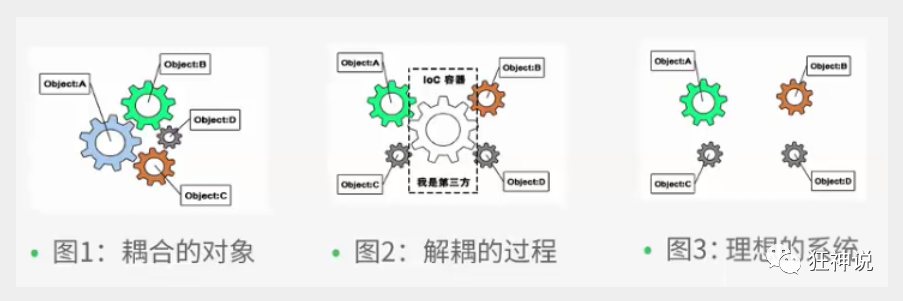 Object:B
Object:A
Object:D
Object:C
图1：耦合的对象
Object:A
IoC 容器
Object:B
Object:C
我是第三方
Object:D
图2：解耦的过程
Object:A
Object:B
Object:C
Object:D
图3：理想的系统
狂神说